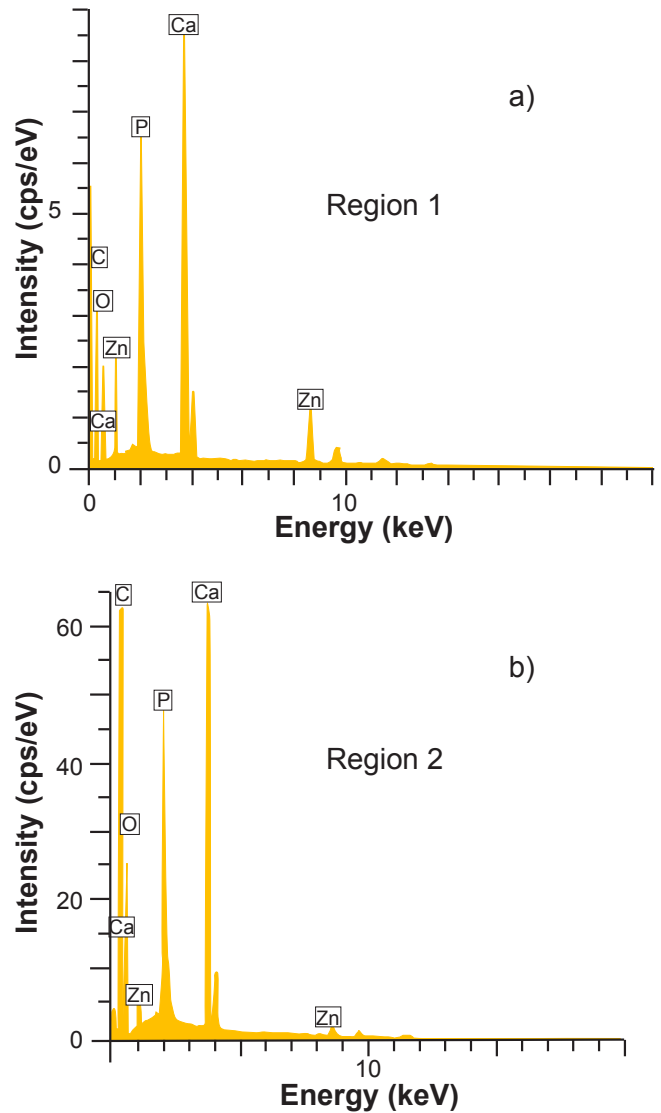 Ca
a)
P
Region 1
5
C
O
Zn
Ca
Zn
0
0
10
Intensity (cps/eV)
Energy (keV)
C
Ca
60
b)
P
Region 2
40
O
20
Ca
Zn
Zn
0
10
Intensity (cps/eV)
Energy (keV)